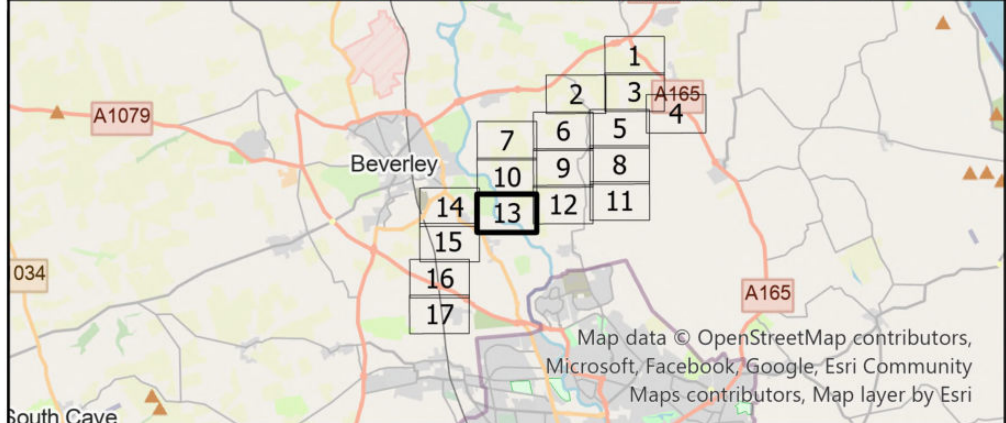 1
A165
2
3
4
A1079
7
6
5
Beverley
9
8
10
14
13
12
11
15
034
16
A165
17
Map data © OpenStreetMap contributors,
Microsoft, Facebook, Google, Esri Community
Maps contributors, Map layer by Esri
South Cave